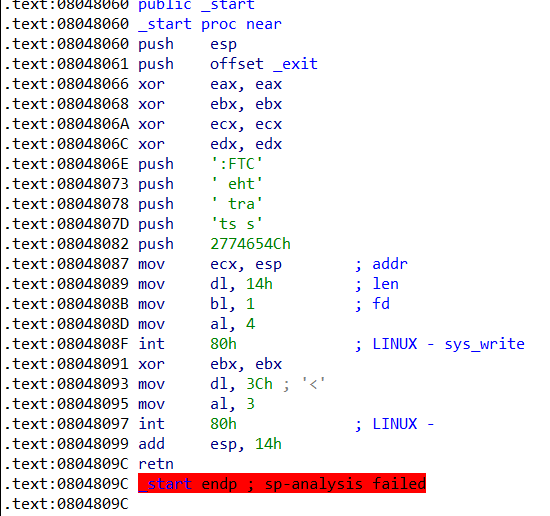 .text:08048060 public _start
.text:08048060 _start proc near
.text:08048060 push esp
.text:08048061 push offset _exit
.text:08048066 xor eax, eax
.text:08048068 xor ebx, ebx
.text:0804806A xor ecx, ecx
.text:0804806C xor edx, edx
.text:0804806E push ':FTC'
.text:08048073 push ' eht'
.text:08048078 push ' tra'
.text:0804807D push 'ts s'
.text:08048082 push 2774654Ch
.text:08048087 mov ecx, esp ; addr
.text:08048089 mov dl, 14h ; len
.text:0804808B mov bl, 1 ; fd
.text:0804808D mov al, 4
.text:0804808F int 80h ; LINUX - sys_write
.text:08048091 xor ebx, ebx
.text:08048093 mov dl, 3Ch ; '<'
.text:08048095 mov al, 3
.text:08048097 int 80h ; LINUX -
.text:08048099 add esp, 14h
.text:0804809C retn
.text:0804809C _start endp ; sp-analysis failed
.text:0804809C